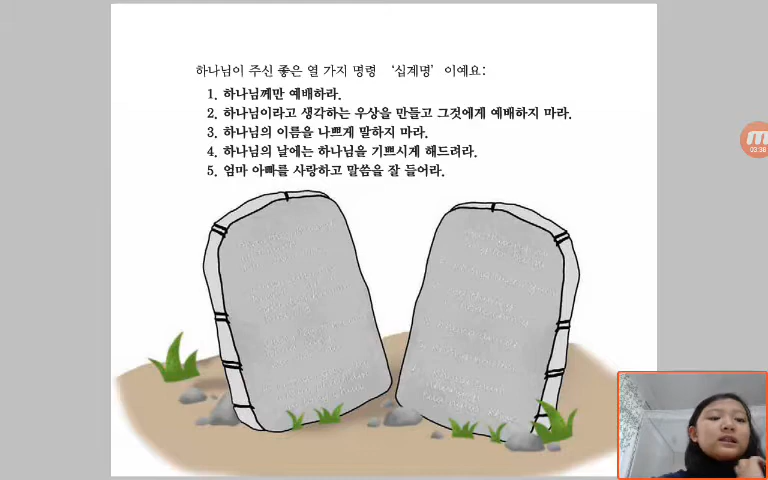 하나님이 주신 좋은 열 가지 명령 ‘십계명’ 이예요:
1. 하나님께만 예배하라.
2. 하나님이라고 생각하는 우상을 만들고 그것에게 예배하지 마라.
3. 하나님의 이름을 나쁘게 말하지 마라.
4. 하나님의 날에는 하나님을 기쁘시게 해드려라.
5. 엄마 아빠를 사랑하고 말씀을 잘 들어라.
03:38